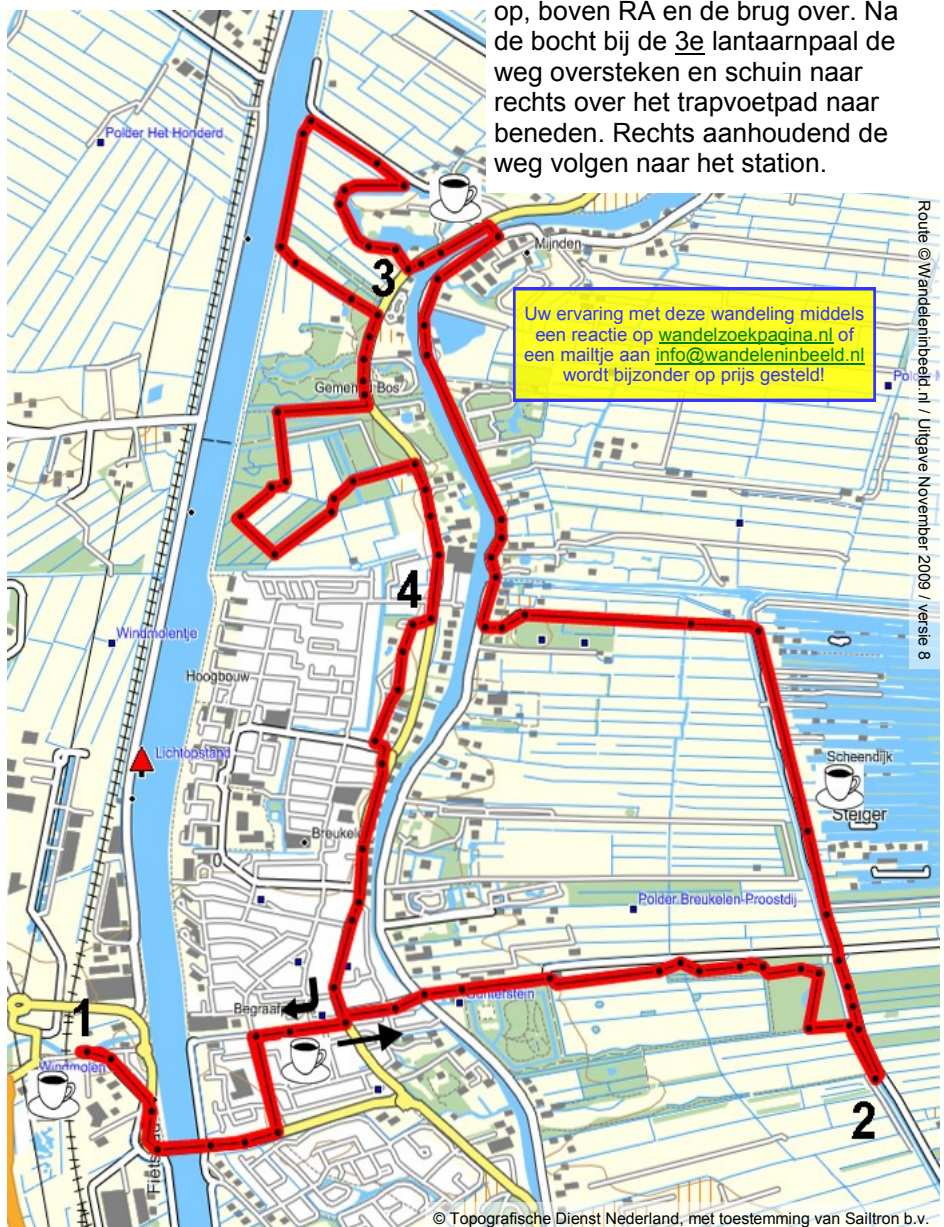 op, boven RA en de brug over. Na
de bocht bij de 3e lantaarnpaal de
weg oversteken en schuin naar
rechts over het trapvoetpad naar
beneden. Rechts aanhoudend de
weg volgen naar het station.
Polder Het Honderd
Mijnden
3
Uw ervaring met deze wandeling middels
een reactie op wandelzoekpagina.nl of
een mailtje aan info@wandeleninbeeld.nl
wordt bijzonder op prijs gesteld!
Route © Wandeleninbeeld.nl / Uitgave November 2009 / versie 8
Bos
4
Windmolentje
Hoogbouw
Lichtopstand
Scheendijk
Steiger
Breukel
Polder Breukelen-Proostdij
Gunterstein
Begraafp
1
Windmolen
2
© Topografische Dienst Nederland, met toestemming van Sailtron b.v.